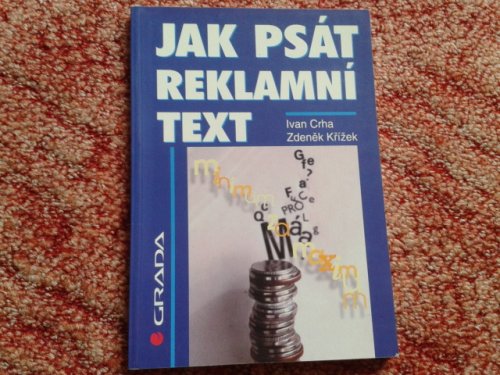 JAK PSÁT
REKLAMNÍ
TEXT
Ivan Crha
Zdeněk Křížek
GRADA